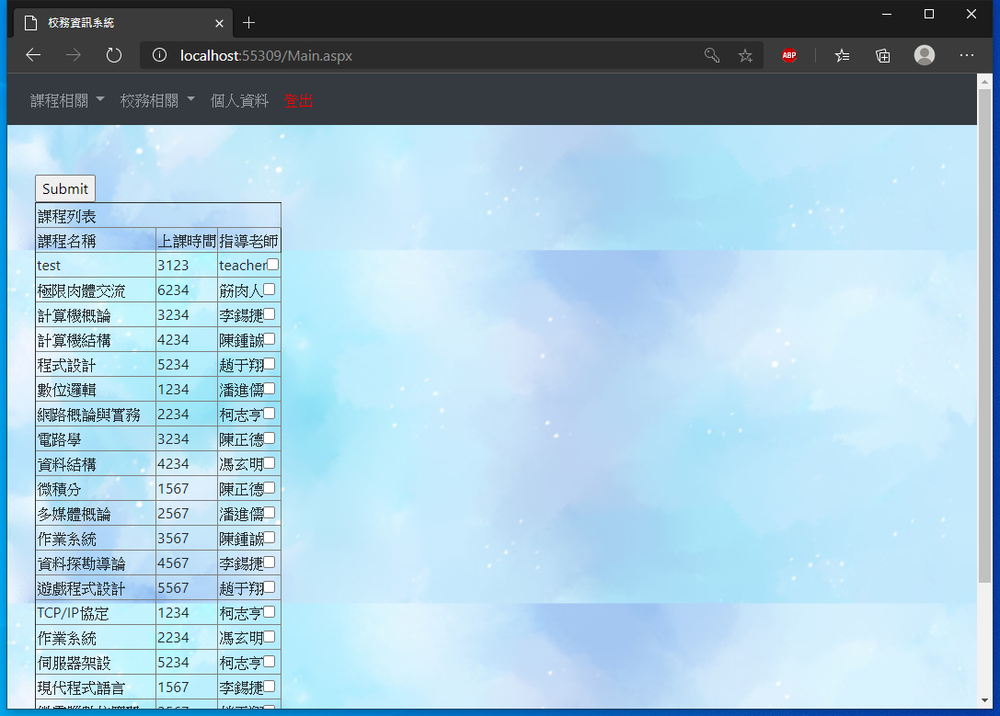 校務資訊系統
localhost:55309/Main.aspx
ABP
課程相關 校務相關 個人資料 登出
Submit
課程列表
課程名稱 上課時間 指導老師
test 3123 teacher
極限肉體交流 6234 筋肉人
計算機概論 3234 李錫捷
計算機結構 4234 陳鍾誠
程式設計 5234 趙于翔
數位邏輯 1234 潘進儒
網路概論與實務 2234 柯志亨
電路學 3234 陳正德
資料結構 4234 馮玄明
微積分 1567 陳正德
多媒體概論 2567 潘進儒
作業系統 3567 陳鍾誠
資料探勘導論 4567 李錫捷
遊戲程式設計 5567 趙于翔
TCP/IP協定 1234 柯志亨
作業系統 2234 馮玄明
伺服器架設 5234 柯志亨
現代程式語言 1567 李錫捷